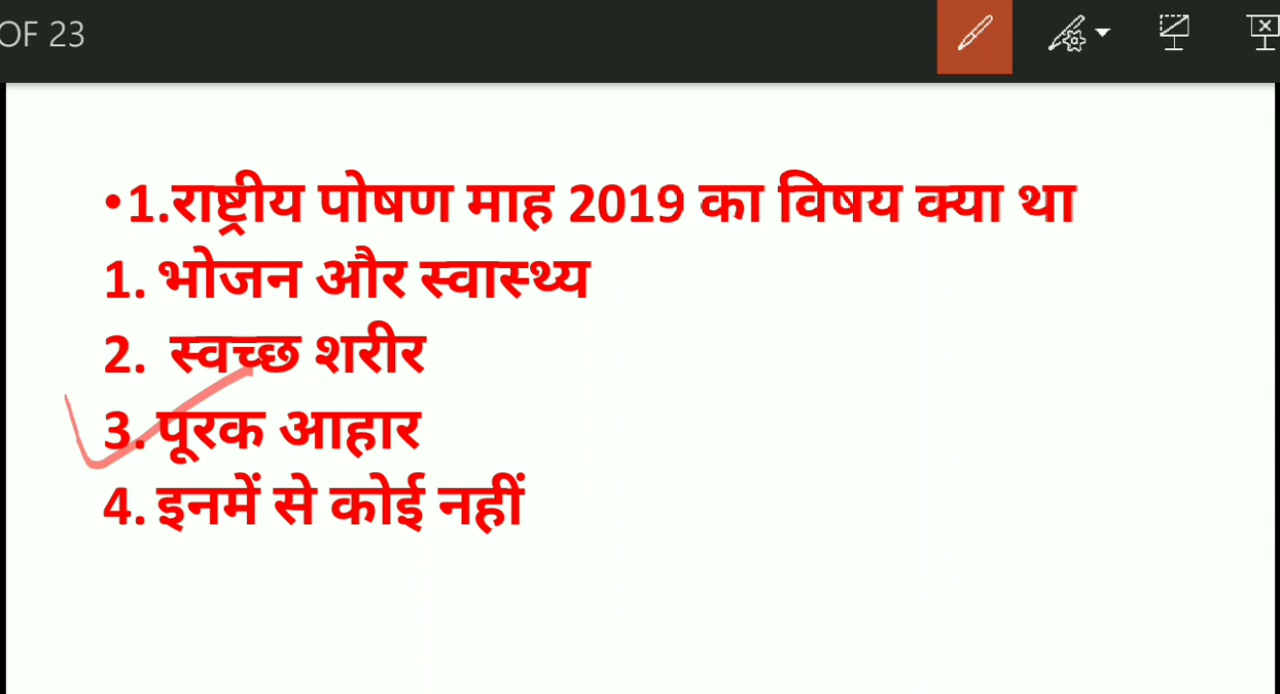 OF 23
•1.राष्ट्रीय पोषण माह 2019 का विषय क्या था
1. भोजन और स्वास्थ्य
2. स्वच्छ शरीर
3. पूरक आहार
4. इनमें से कोई नहीं